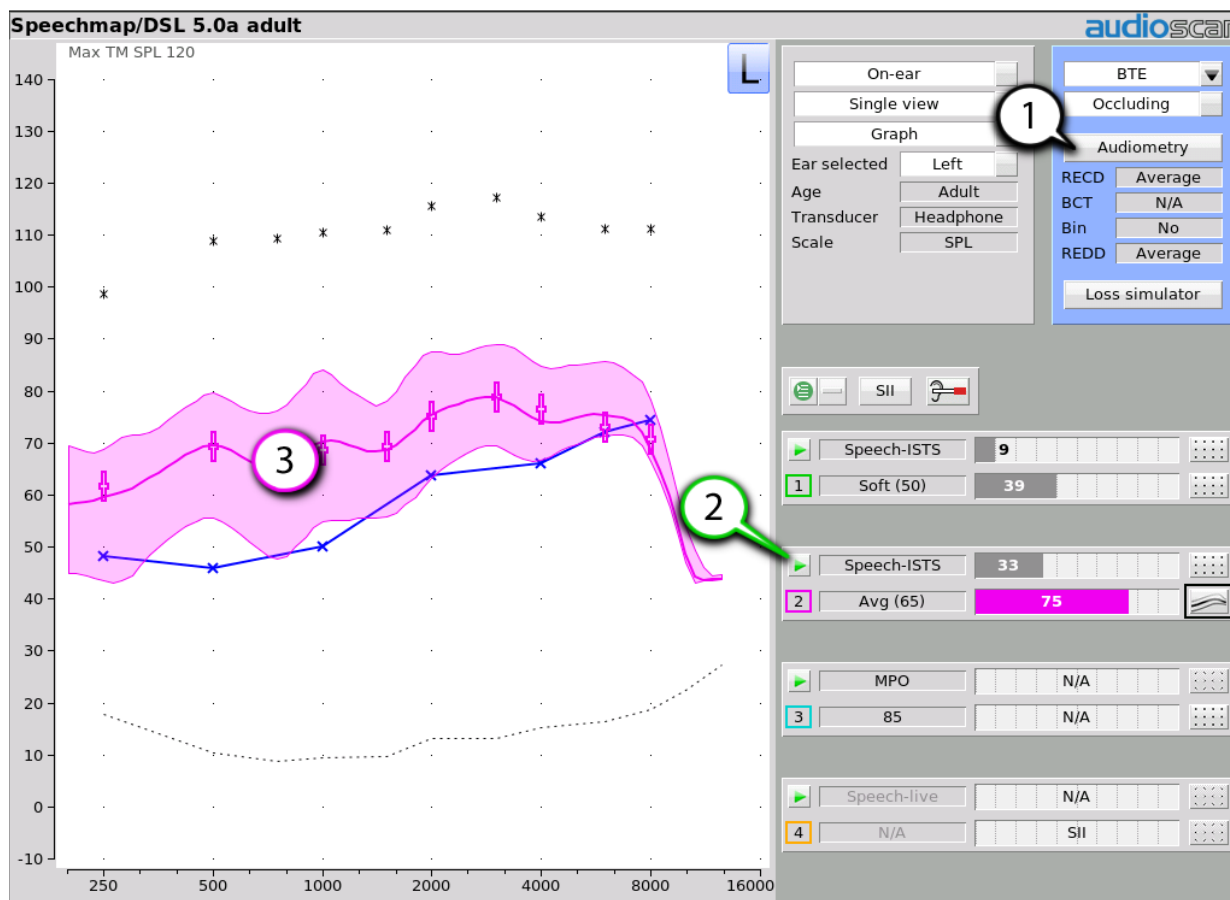 Speechmap/DSL 5.0a adult
audioscan
Max TM SPL 120
L
140
130
120
110
100
90
80
70
60
50
40
30
20
10
0
-10
250 500 1000 2000 4000 8000 16000
3
2
1
On-ear
Single view
Graph
Ear selected Left
Age Adult
Transducer Headphone
Scale SPL
BTE
Occluding
Audiometry
RECD Average
BCT N/A
Bin No
REDD Average
Loss simulator
SII
Speech-ISTS 9
1 Soft (50) 39
Speech-ISTS 33
2 Avg (65) 75
MPO N/A
3 85 N/A
Speech-live N/A
4 N/A SII